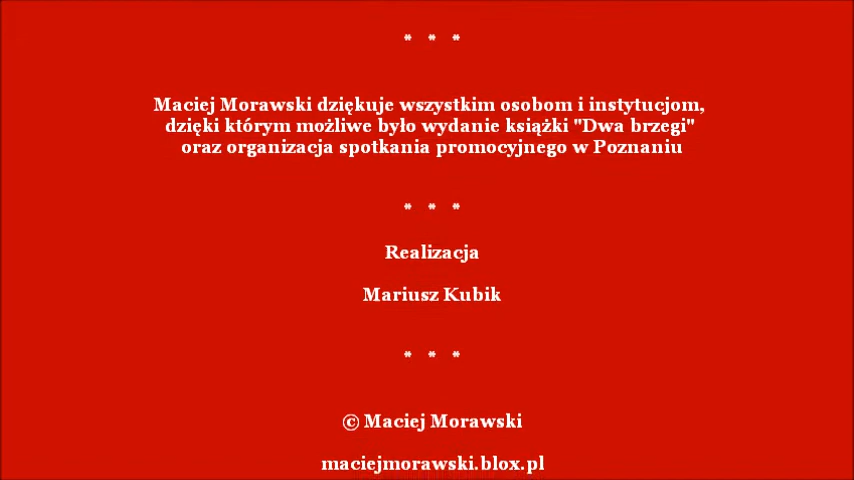 * * *
Maciej Morawski dziękuje wszystkim osobom i instytucjom,
dzięki którym możliwe było wydanie książki "Dwa brzegi"
oraz organizacja spotkania promocyjnego w Poznaniu
* * *
Realizacja
Mariusz Kubik
* * *
© Maciej Morawski
maciejmorawski.blox.pl